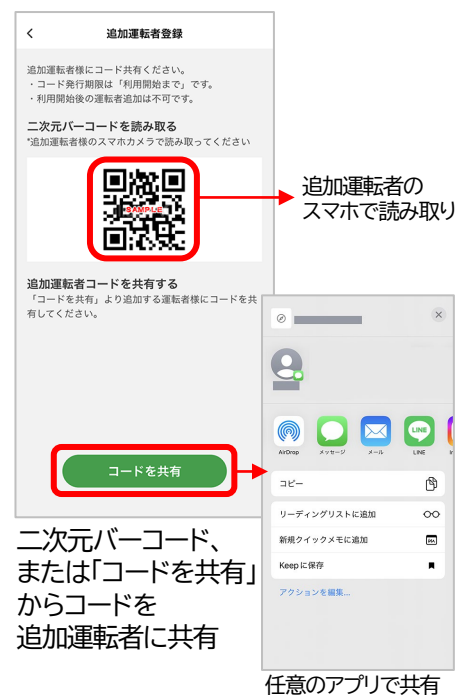 追加運転者登録
追加運転者様にコード共有ください。
・コード発行期限は「利用開始まで」です。
・利用開始後の運転者追加は不可です。
二次元バーコードを読み取る
*追加運転者様のスマホカメラで読み取ってください
SAMPLE
追加運転者の
スマホで読み取り
追加運転者コードを共有する
「コードを共有」より追加する運転者様にコードを共
有してください。
コードを共有
AirDrop
メッセージ
メール
LINE
LINE
コピー
リーディングリストに追加
新規クイックメモに追加
Keepに保存
アクションを編集...
二次元バーコード、
または「コードを共有」
からコードを
追加運転者に共有
任意のアプリで共有